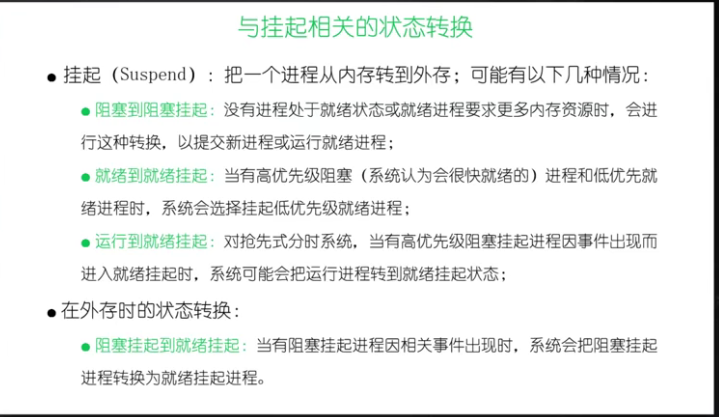 与挂起相关的状态转换
● 挂起（Suspend）：把一个进程从内存转到外存；可能有以下几种情况：
● 阻塞到阻塞挂起：没有进程处于就绪状态或就绪进程要求更多内存资源时，会进
行这种转换，以提交新进程或运行就绪进程；
● 就绪到就绪挂起：当有高优先级阻塞（系统认为会很快就绪的）进程和低优先就
绪进程时，系统会选择挂起低优先级就绪进程；
● 运行到就绪挂起：对抢先式分时系统，当有高优先级阻塞挂起进程因事件出现而
进入就绪挂起时，系统可能会把运行进程转到就绪挂起状态；
● 在外存时的状态转换：
● 阻塞挂起到就绪挂起：当有阻塞挂起进程因相关事件出现时，系统会把阻塞挂起
进程转换为就绪挂起进程。